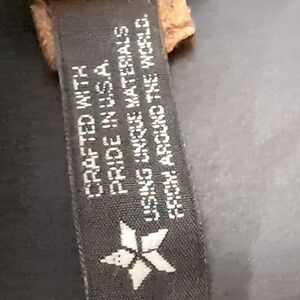 CRAFTED WITH
PRIDE IN U.S.A.
USING UNIQUE MATERIALS
FROM AROUND THE WORLD.